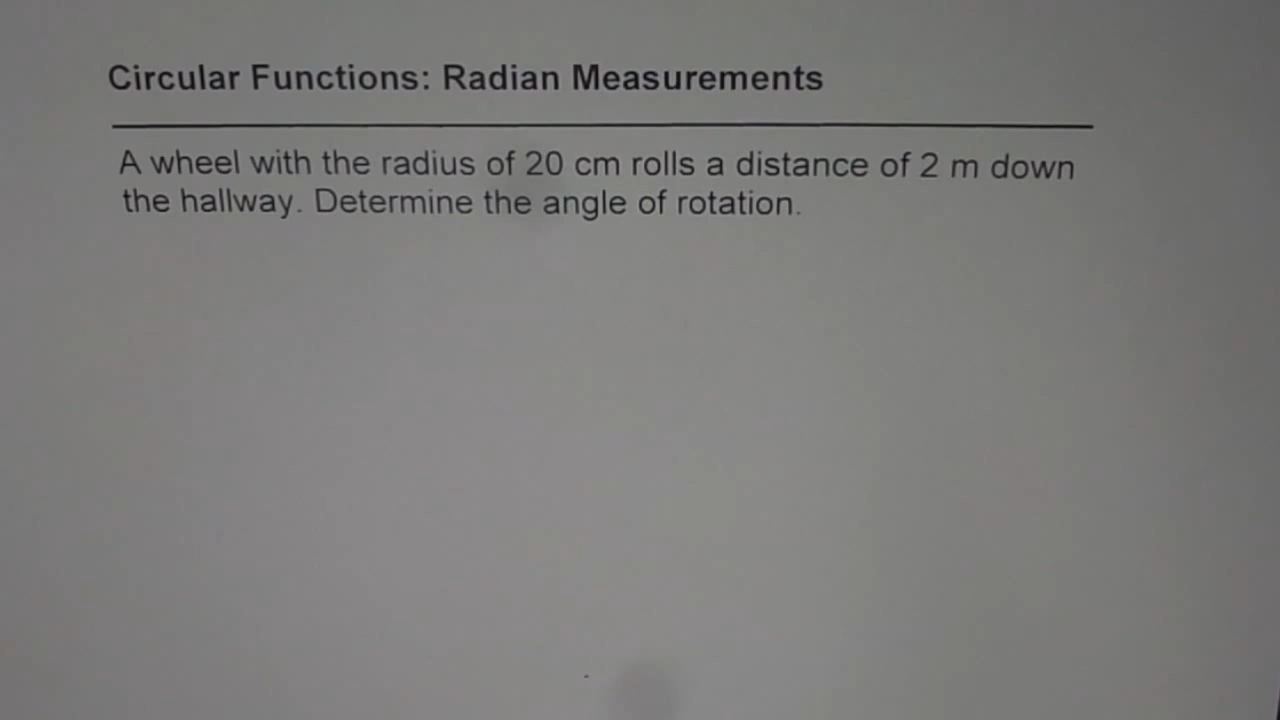 Circular Functions: Radian Measurements
A wheel with the radius of 20 cm rolls a distance of 2 m down
the hallway. Determine the angle of rotation.